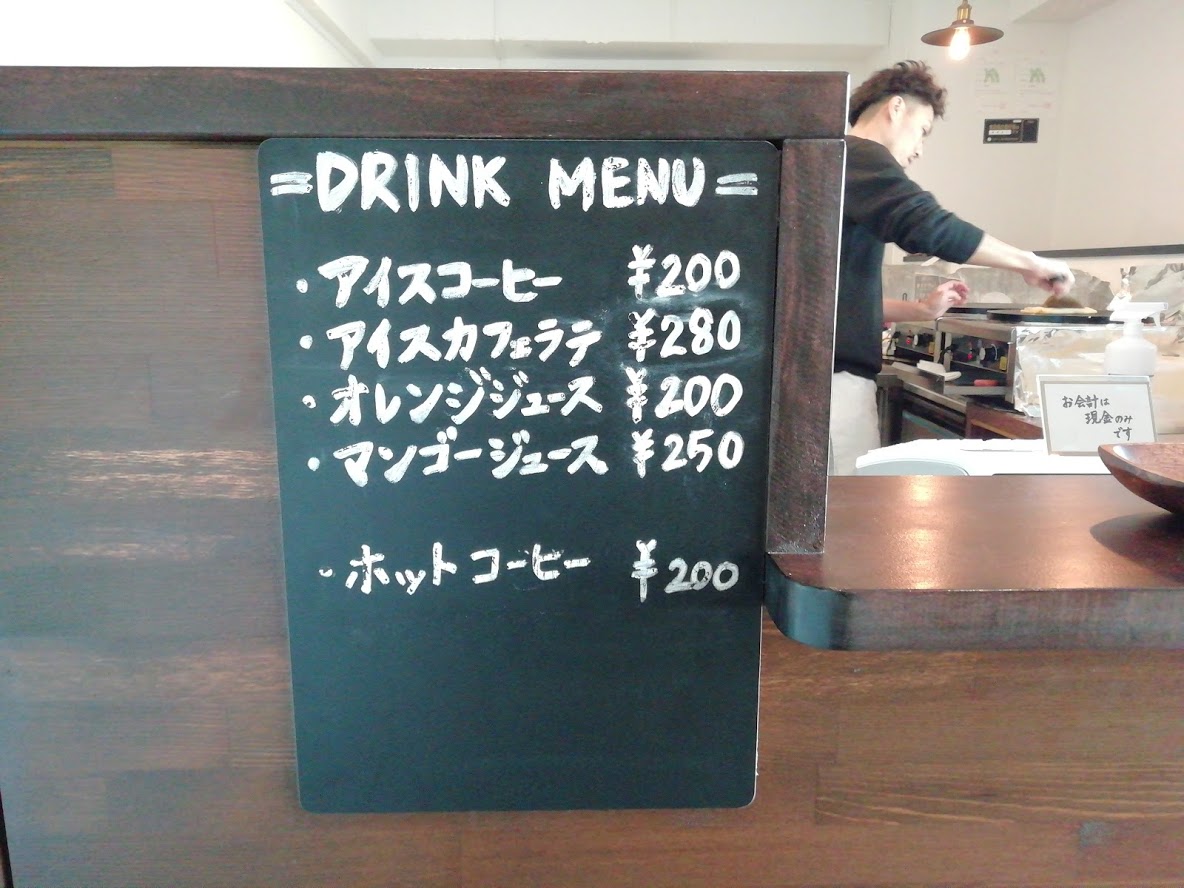 =DRINK MENU=
・アイスコーヒー ¥200
・アイスカフェラテ ¥280
・オレンジジュース ¥200
・マンゴージュース ¥250
・ホットコーヒー ¥200
お会計は
現金のみ
です